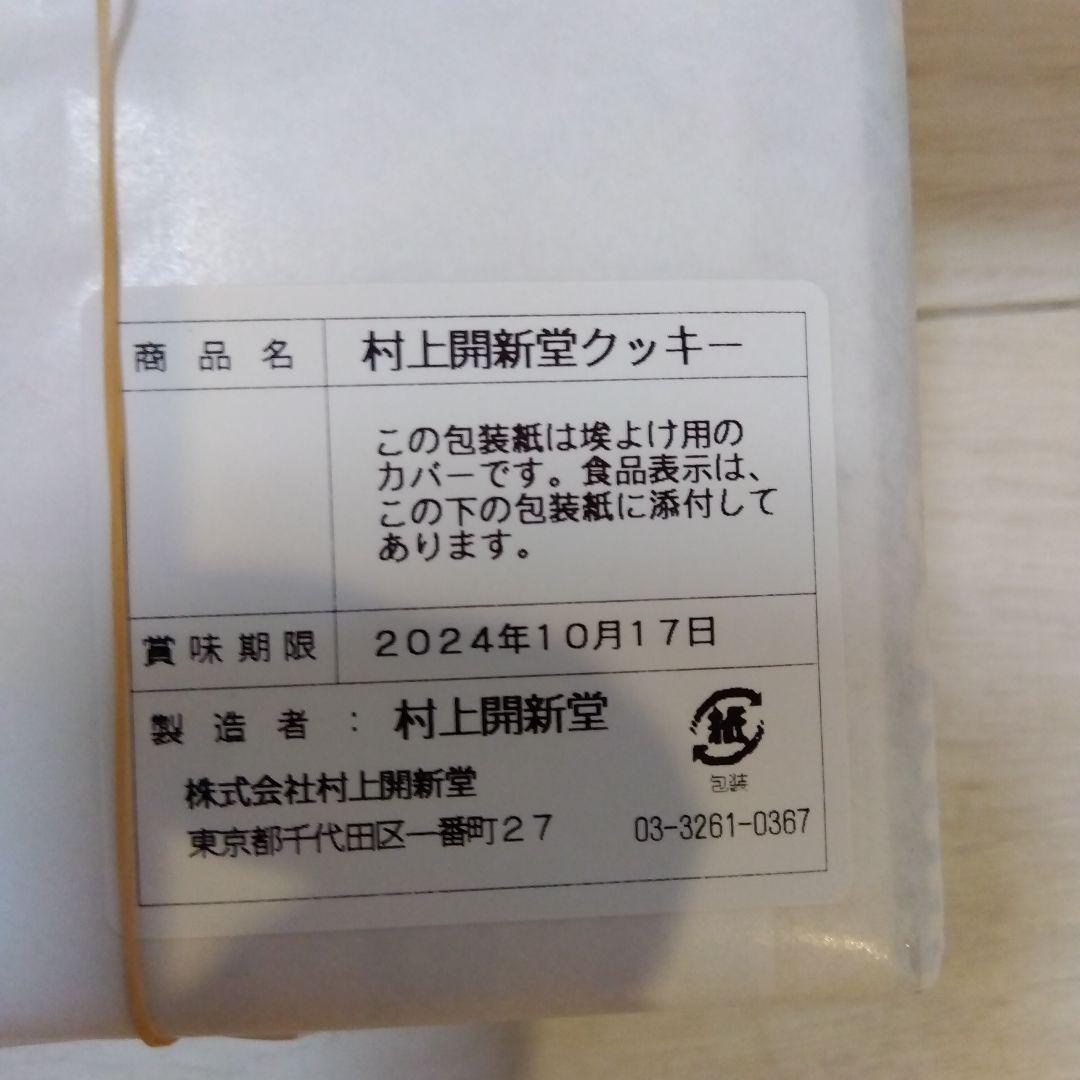 商品名 村上開新堂クッキー
この包装紙は埃よけ用の
カバーです。食品表示は、
この下の包装紙に添付して
あります。
賞味期限 2024年10月17日
製造者: 村上開新堂
紙
包装
株式会社村上開新堂
東京都千代田区一番町27 03-3261-0367